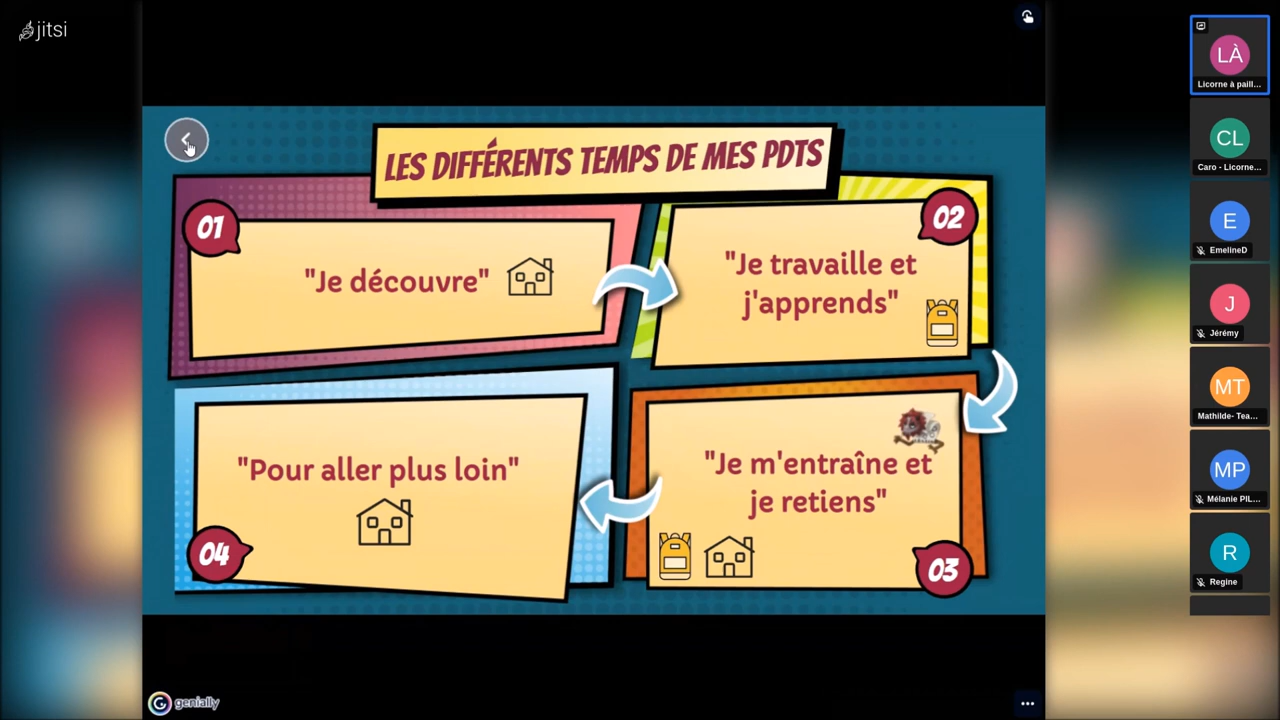 jitsi
LES DIFFÉRENTS TEMPS DE MES PDTS
01
"Je découvre"
02
"Je travaille et
j'apprends"
"Je m'entraîne et
je retiens"
03
"Pour aller plus loin"
04
genially
LÀ
Licorne à paill...
CL
Caro - Licorne...
E
EmelineD
J
Jérémy
MT
Mathilde- Tea...
MP
Mélanie PIL...
R
Regine